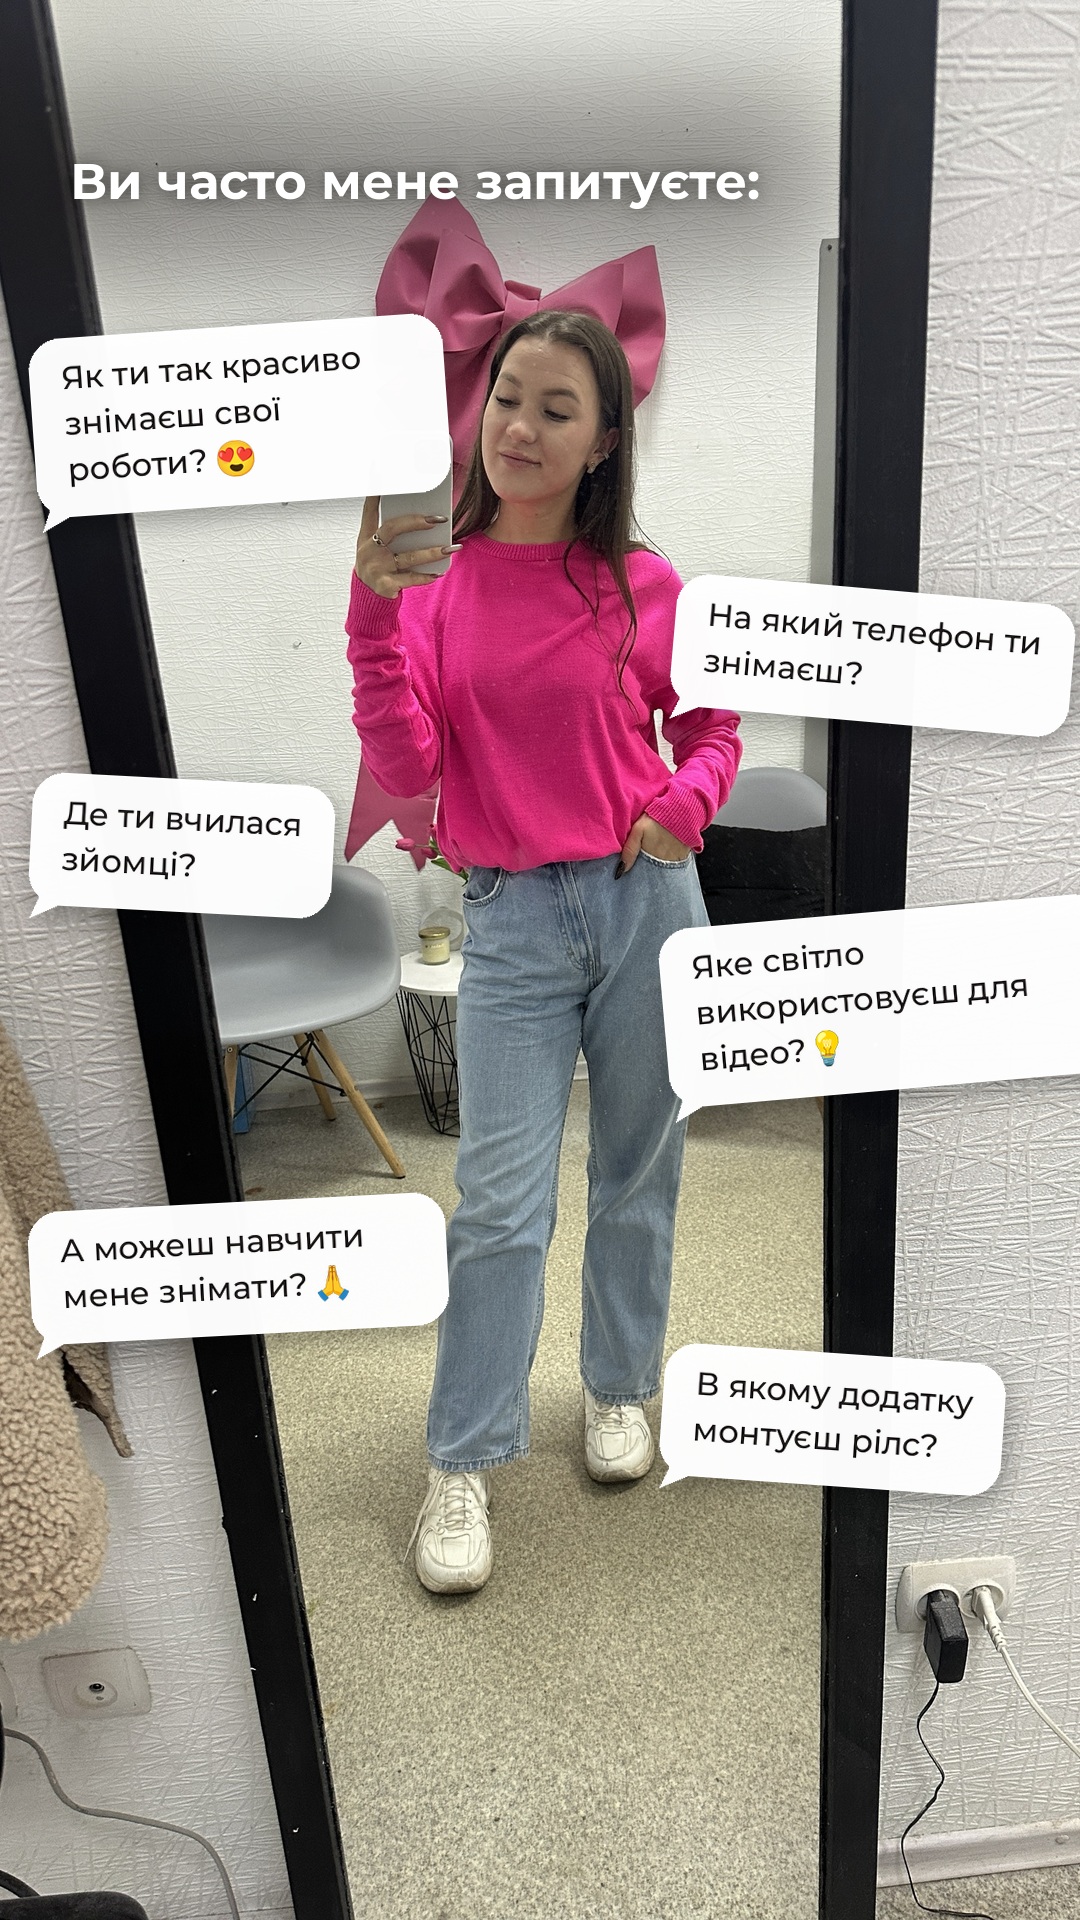 Ви часто мене запитуєте:
Як ти так красиво
знімаєш свої
роботи? 😍
На який телефон ти
знімаєш?
Де ти вчилася
зйомці?
Яке світло
використовуєш для
відео? 💡
А можеш навчити
мене знімати? 🙏
В якому додатку
монтуєш рілс?